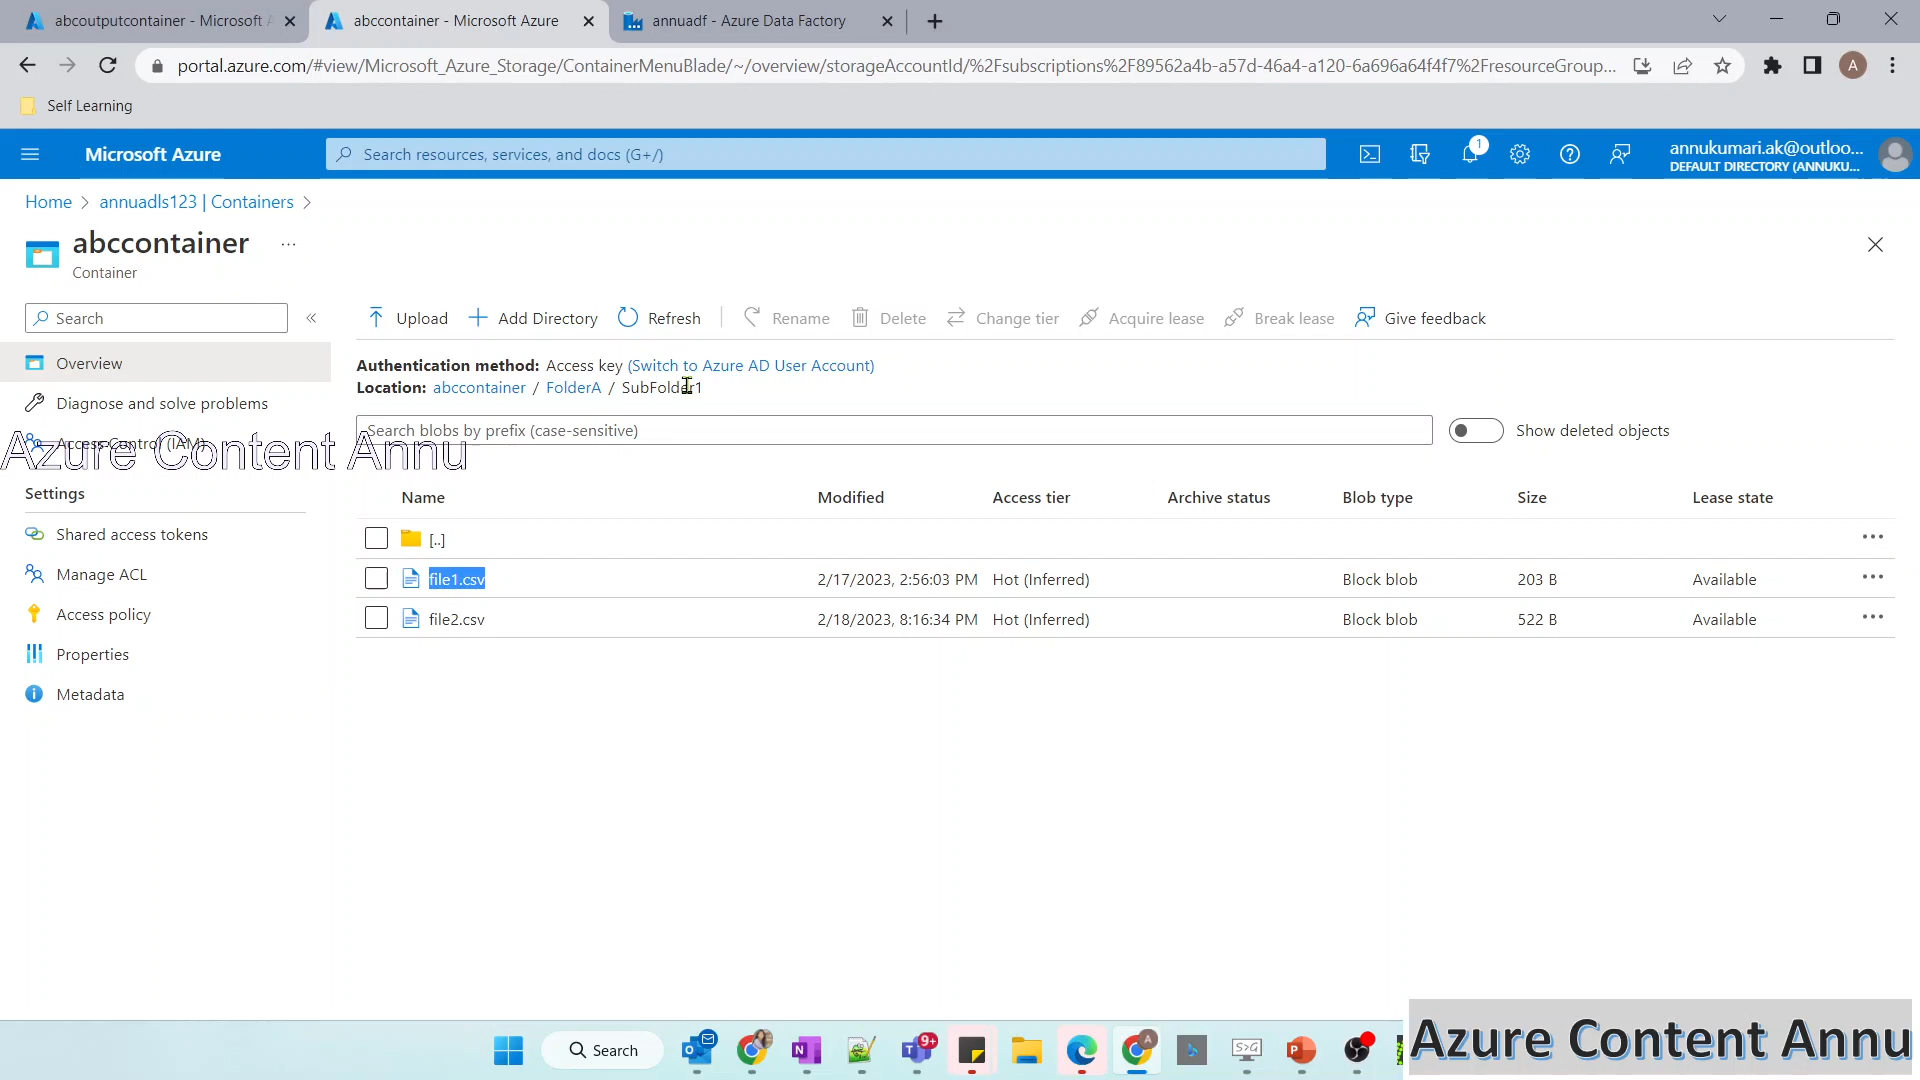 abcoutputcontainer - Microsoft A
abccontainer - Microsoft Azure
annuadf - Azure Data Factory
portal.azure.com/#view/Microsoft_Azure_Storage/ContainerMenuBlade/~/overview/storageAccountId/%2Fsubscriptions%2F89562a4b-a57d-46a4-a120-6a696a64f4f7%2FresourceGroup...
A
Self Learning
Microsoft Azure
Search resources, services, and docs (G+/)
1
annukumari.ak@outloo...
DEFAULT DIRECTORY (ANNUKU...
Home > annuadls123 | Containers >
abccontainer ...
Container
Search
«
Upload
Add Directory
Refresh
Rename
Delete
Change tier
Acquire lease
Break lease
Give feedback
Overview
Diagnose and solve problems
Access Control (IAM)
Azure Content Annu
Settings
Shared access tokens
Manage ACL
Access policy
Properties
Metadata
Authentication method: Access key (Switch to Azure AD User Account)
Location: abccontainer / FolderA / SubFolder1
Search blobs by prefix (case-sensitive)
Show deleted objects
Name Modified Access tier Archive status Blob type Size Lease state
[..] ...
file1.csv 2/17/2023, 2:56:03 PM Hot (Inferred) Block blob 203 B Available ...
file2.csv 2/18/2023, 8:16:34 PM Hot (Inferred) Block blob 522 B Available ...
Search
9+
A
Azure Content Annu